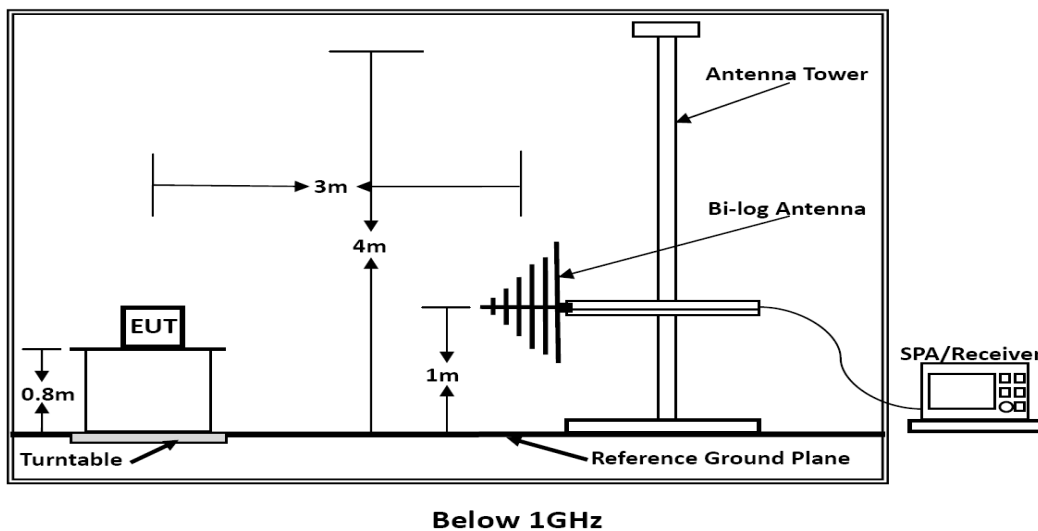 Antenna Tower
3m
Bi-log Antenna
4m
EUT
SPA/Receiver
1m
0.8m
Turntable
Reference Ground Plane
Below 1GHz